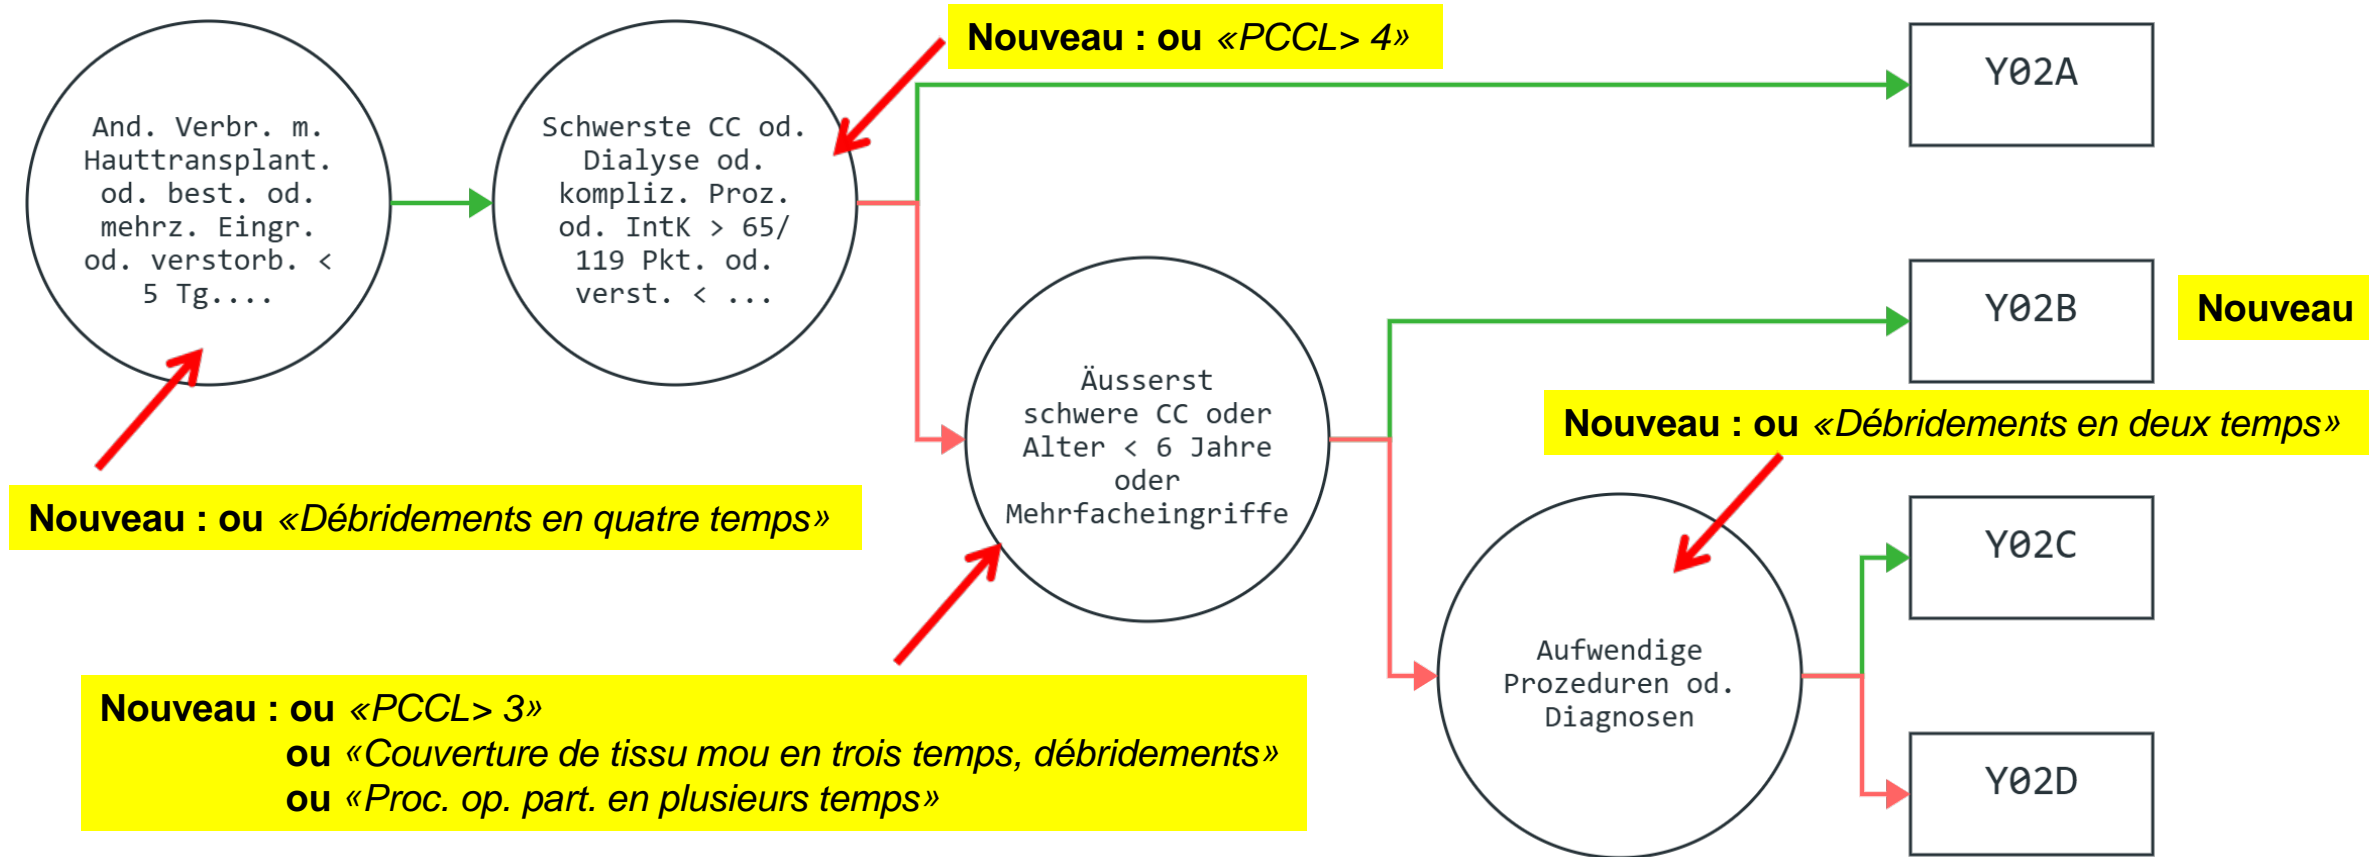 Nouveau : ou «PCCL> 4»
And. Verbr. m.
Hauttransplant.
od. best. od.
mehrz. Eingr.
od. verstorb. <
5 Tg....
Schwerste CC od.
Dialyse od.
kompliz. Proz.
od. IntK > 65/
119 Pkt. od.
verst. < ...
Y02A
Y02B
Nouveau
Äusserst
schwere CC oder
Alter < 6 Jahre
oder
Mehrfacheingriffe
Nouveau : ou «Débridements en deux temps»
Nouveau : ou «Débridements en quatre temps»
Y02C
Aufwendige
Prozeduren od.
Diagnosen
Nouveau : ou «PCCL> 3»
ou «Couverture de tissu mou en trois temps, débridements»
ou «Proc. op. part. en plusieurs temps»
Y02D